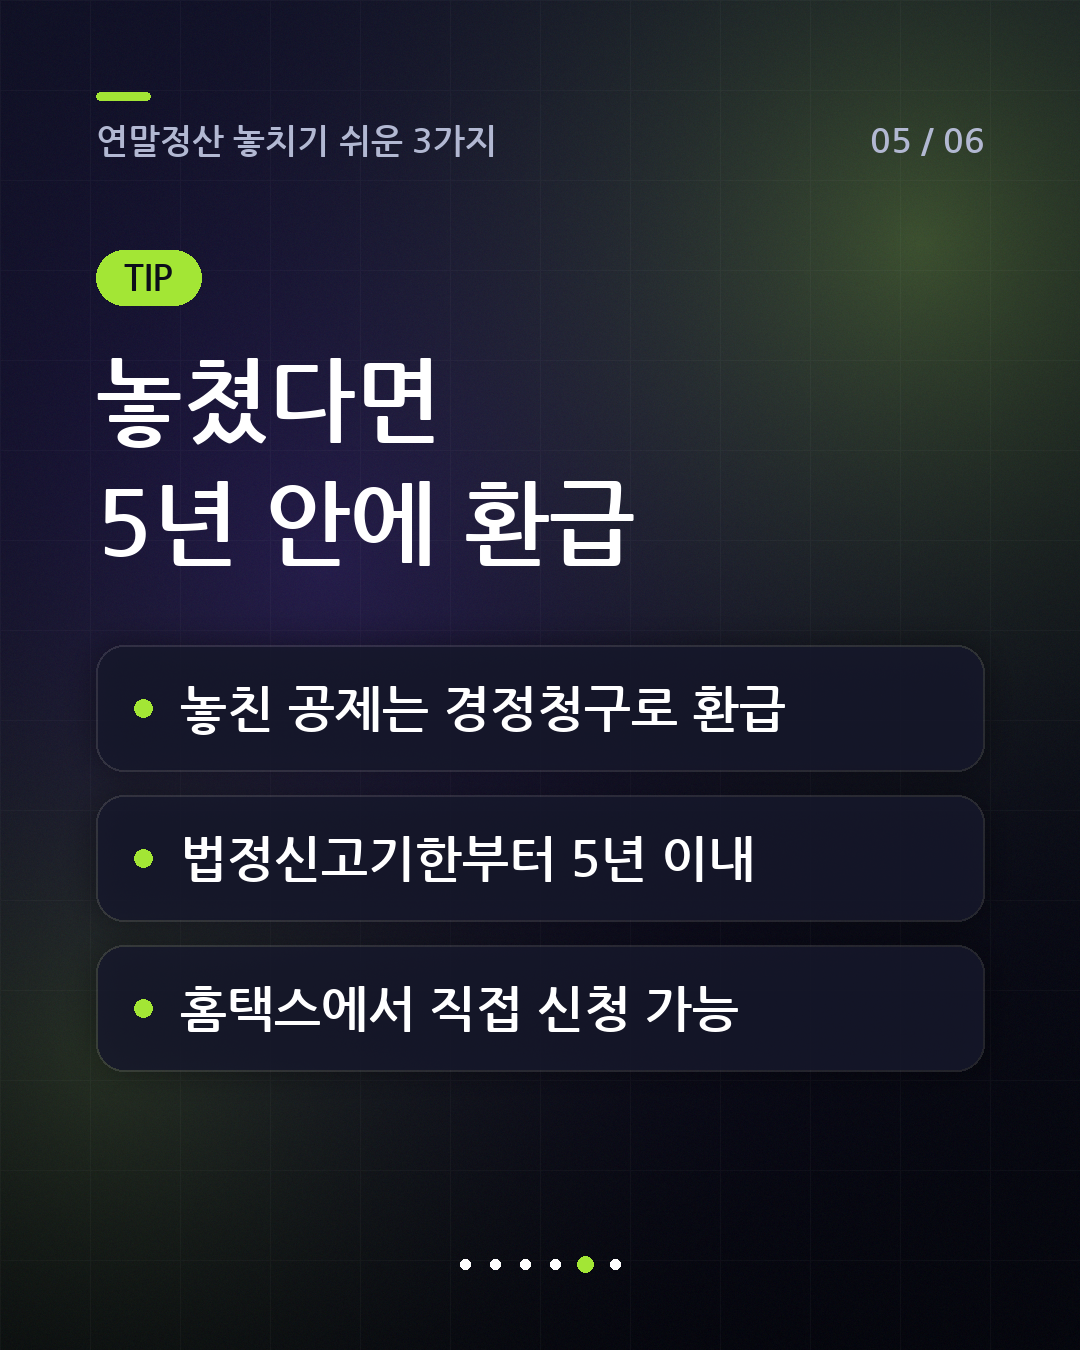 연말정산 놓치기 쉬운 3가지
05 / 06
TIP
놓쳤다면
5년 안에 환급
놓친 공제는 경정청구로 환급
법정신고기한부터 5년 이내
홈택스에서 직접 신청 가능